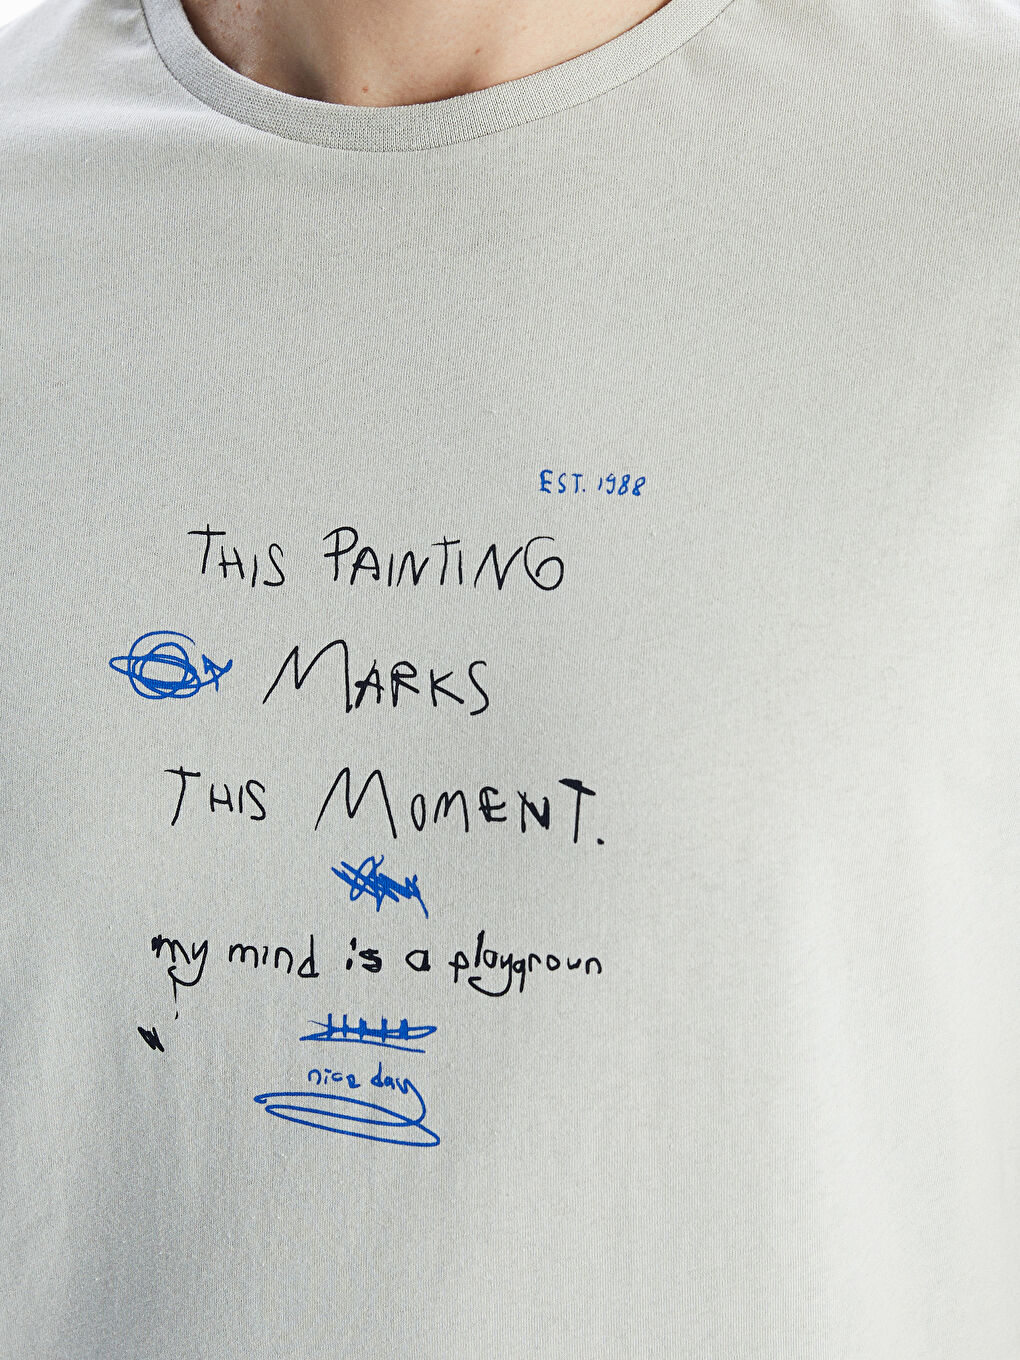 EST. 1988
THIS PAINTING
MARKS
THIS MOMENT.
my mind is a playgroun
nice day